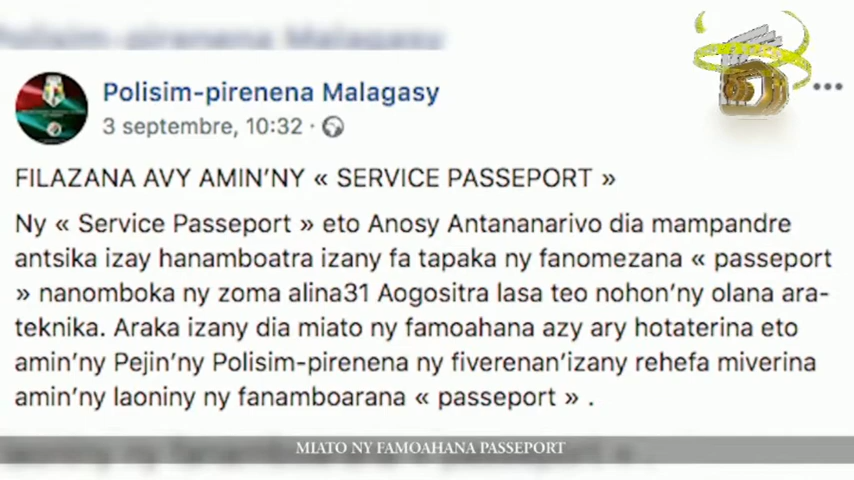 Polisim-pirenena Malagasy
Polisim-pirenena Malagasy
3 septembre, 10:32 ·
FILAZANA AVY AMIN'NY « SERVICE PASSEPORT »
Ny « Service Passeport » eto Anosy Antananarivo dia mampandre
antsika izay hanamboatra izany fa tapaka ny fanomezana « passeport
» nanomboka ny zoma alina31 Aogositra lasa teo nohon'ny olana ara-
teknika. Araka izany dia miato ny famoahana azy ary hotaterina eto
amin'ny Pejin'ny Polisim-pirenena ny fiverenan'izany rehefa miverina
amin'ny laoniny ny fanamboarana « passeport » .
MIATO NY FAMOAHANA PASSEPORT